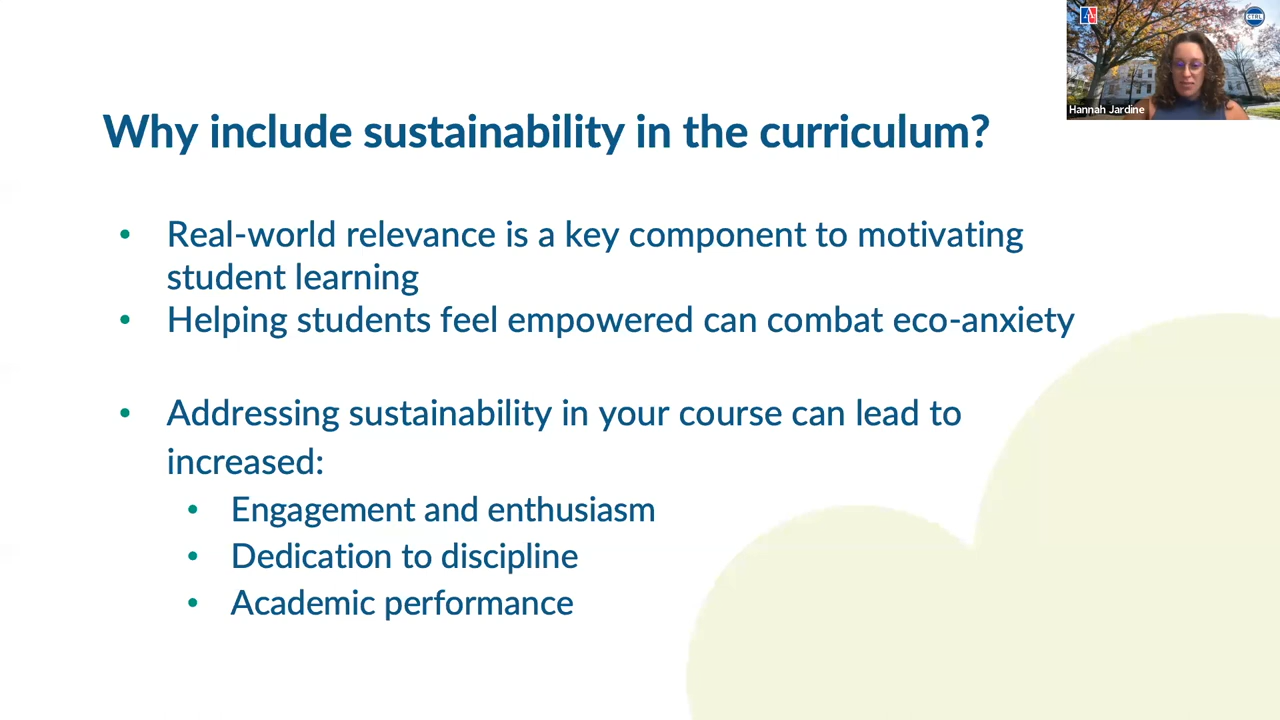 Why include sustainability in the curriculum?
• Real-world relevance is a key component to motivating
student learning
• Helping students feel empowered can combat eco-anxiety
• Addressing sustainability in your course can lead to
increased:
• Engagement and enthusiasm
• Dedication to discipline
• Academic performance
CTRL
Hannah Jardine